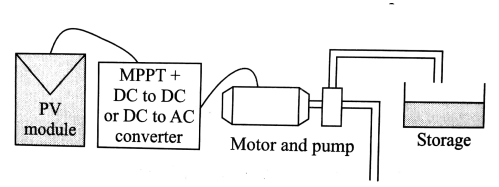 PV
module
MPPT +
DC to DC
or DC to AC
converter
Motor and pump
Storage